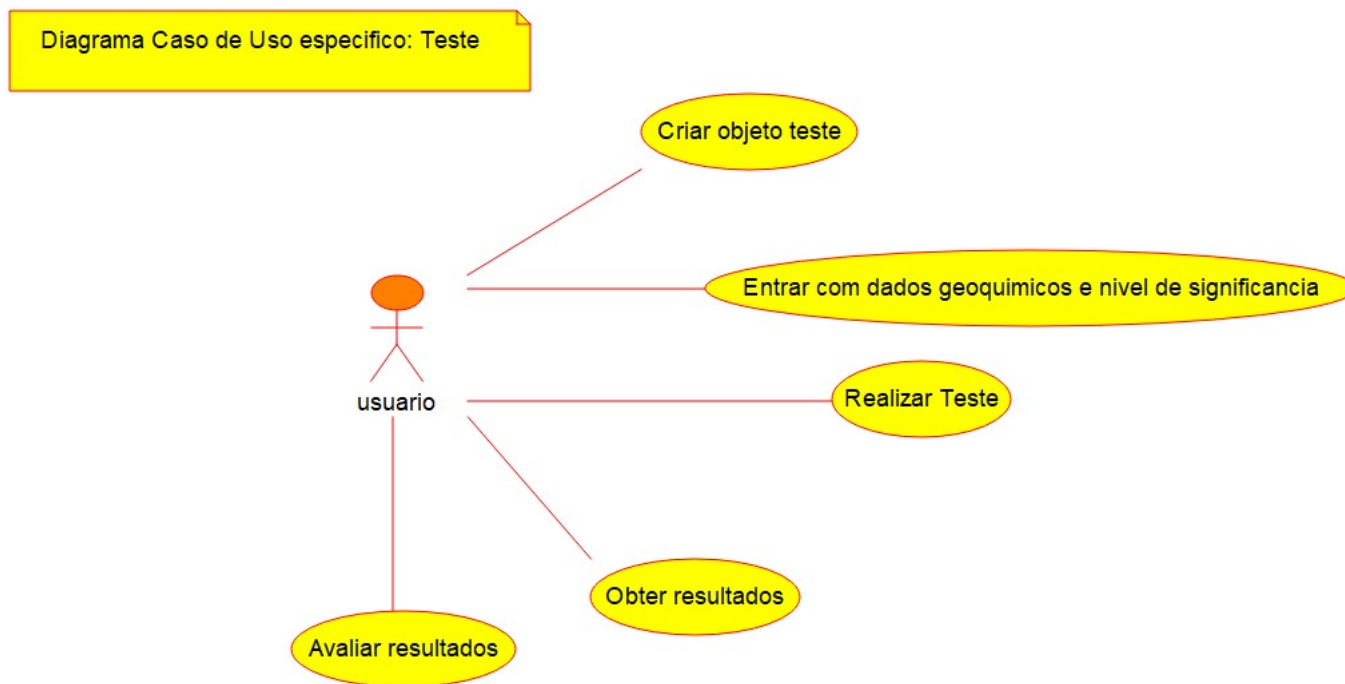 Diagrama Caso de Uso especifico: Teste
Criar objeto teste
Entrar com dados geoquimicos e nivel de significancia
Realizar Teste
usuario
Obter resultados
Avaliar resultados